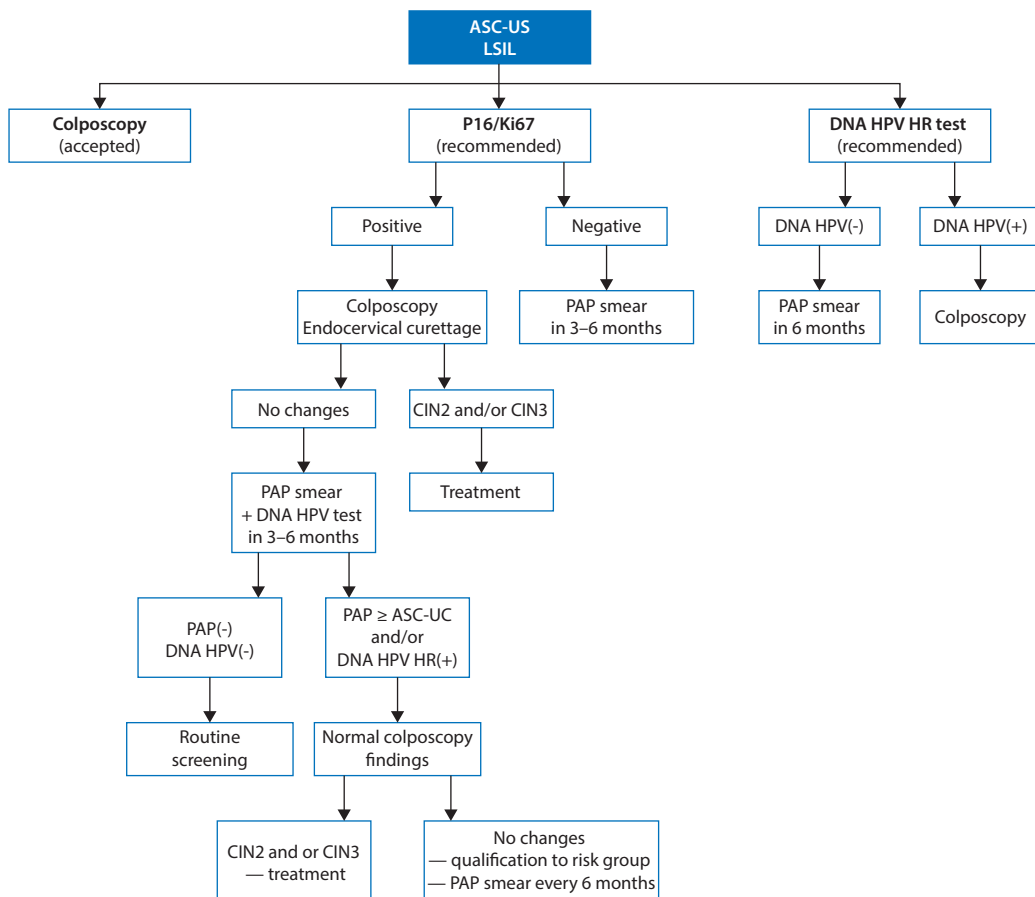 ASC-US
LSIL
Colposcopy
(accepted)
P16/Ki67
(recommended)
DNA HPV HR test
(recommended)
Positive
Negative
DNA HPV(-)
DNA HPV(+)
Colposcopy
Endocervical curettage
PAP smear
in 3–6 months
PAP smear
in 6 months
Colposcopy
No changes
CIN2 and/or CIN3
PAP smear
+ DNA HPV test
in 3–6 months
Treatment
PAP(-)
DNA HPV(-)
PAP ≥ ASC-UC
and/or
DNA HPV HR(+)
Routine
screening
Normal colposcopy
findings
CIN2 and or CIN3
— treatment
No changes
— qualification to risk group
— PAP smear every 6 months